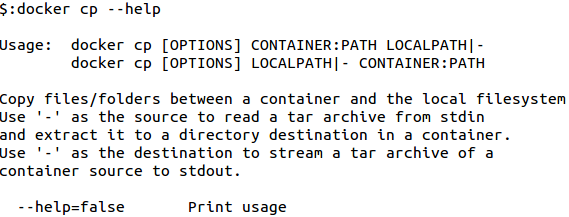 $:docker cp --help
Usage:  docker cp [OPTIONS] CONTAINER:PATH LOCALPATH|-
        docker cp [OPTIONS] LOCALPATH|- CONTAINER:PATH
Copy files/folders between a container and the local filesystem
Use '-' as the source to read a tar archive from stdin
and extract it to a directory destination in a container.
Use '-' as the destination to stream a tar archive of a
container source to stdout.
  --help=false       Print usage